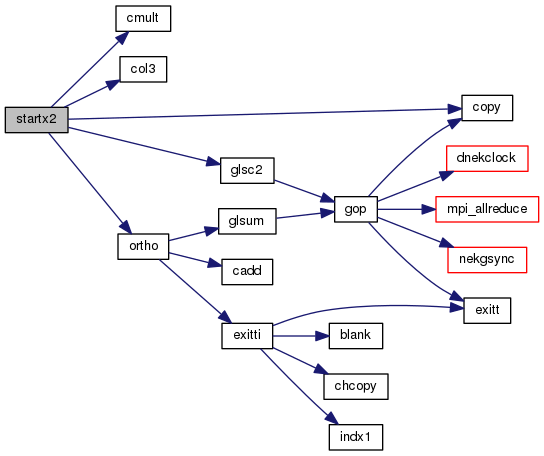 cmult
col3
startx2
copy
dnekclock
glsc2
mpi_allreduce
gop
glsum
ortho
nekgsync
cadd
exitt
exitti
blank
chcopy
indx1